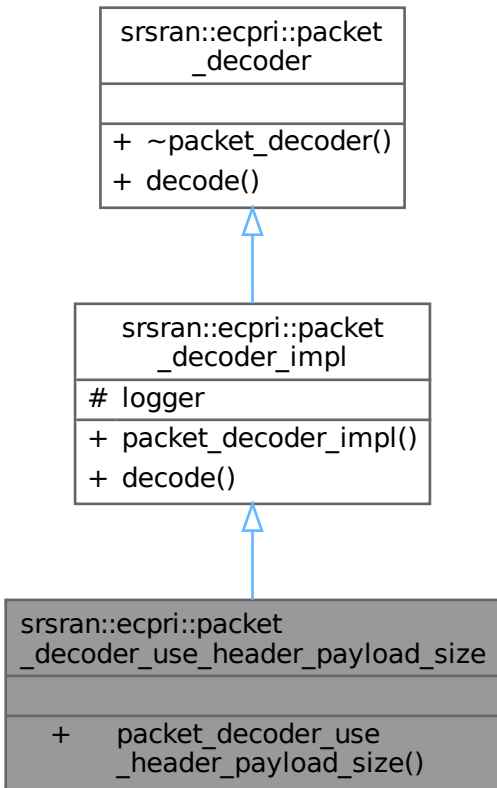 srsran::ecpri::packet
_decoder
+ ~packet_decoder()
+ decode()
srsran::ecpri::packet
_decoder_impl
# logger
+ packet_decoder_impl()
+ decode()
srsran::ecpri::packet
_decoder_use_header_payload_size
+ packet_decoder_use
_header_payload_size()